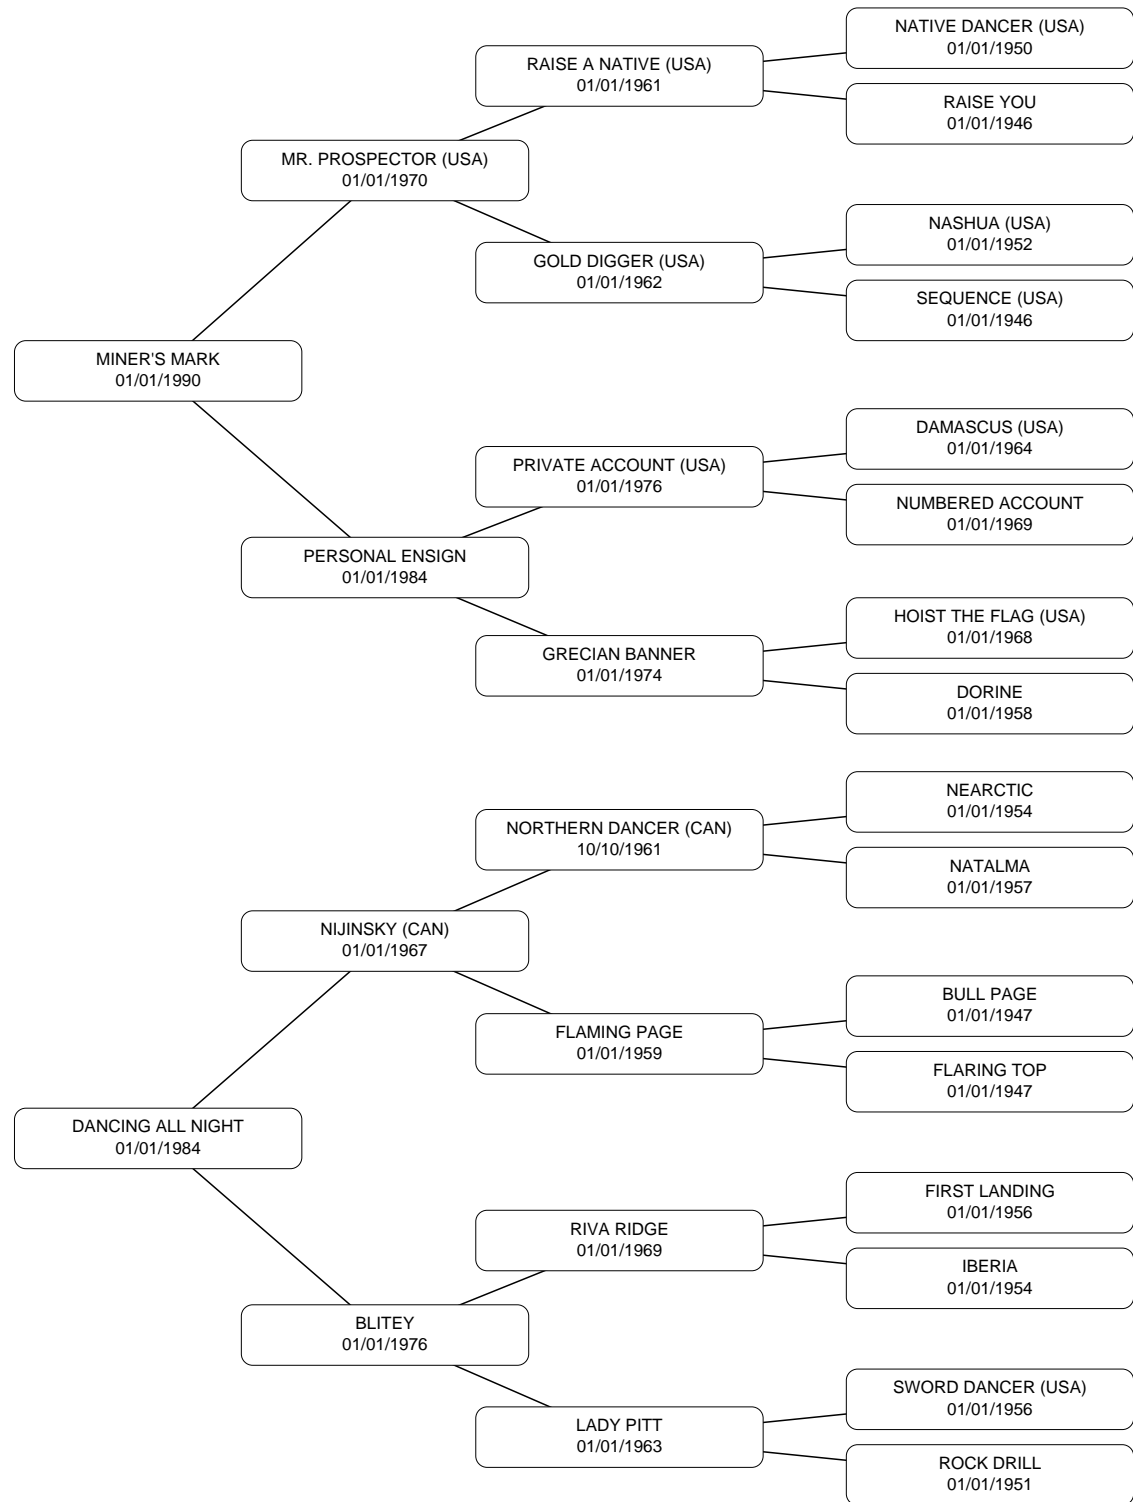 NATIVE DANCER (USA)
01/01/1950
RAISE A NATIVE (USA)
01/01/1961
RAISE YOU
01/01/1946
MR. PROSPECTOR (USA)
01/01/1970
NASHUA (USA)
01/01/1952
GOLD DIGGER (USA)
01/01/1962
SEQUENCE (USA)
01/01/1946
MINER'S MARK
01/01/1990
DAMASCUS (USA)
01/01/1964
PRIVATE ACCOUNT (USA)
01/01/1976
NUMBERED ACCOUNT
01/01/1969
PERSONAL ENSIGN
01/01/1984
HOIST THE FLAG (USA)
01/01/1968
GRECIAN BANNER
01/01/1974
DORINE
01/01/1958
NEARCTIC
01/01/1954
NORTHERN DANCER (CAN)
10/10/1961
NATALMA
01/01/1957
NIJINSKY (CAN)
01/01/1967
BULL PAGE
01/01/1947
FLAMING PAGE
01/01/1959
FLARING TOP
01/01/1947
DANCING ALL NIGHT
01/01/1984
FIRST LANDING
01/01/1956
RIVA RIDGE
01/01/1969
IBERIA
01/01/1954
BLITEY
01/01/1976
SWORD DANCER (USA)
01/01/1956
LADY PITT
01/01/1963
ROCK DRILL
01/01/1951